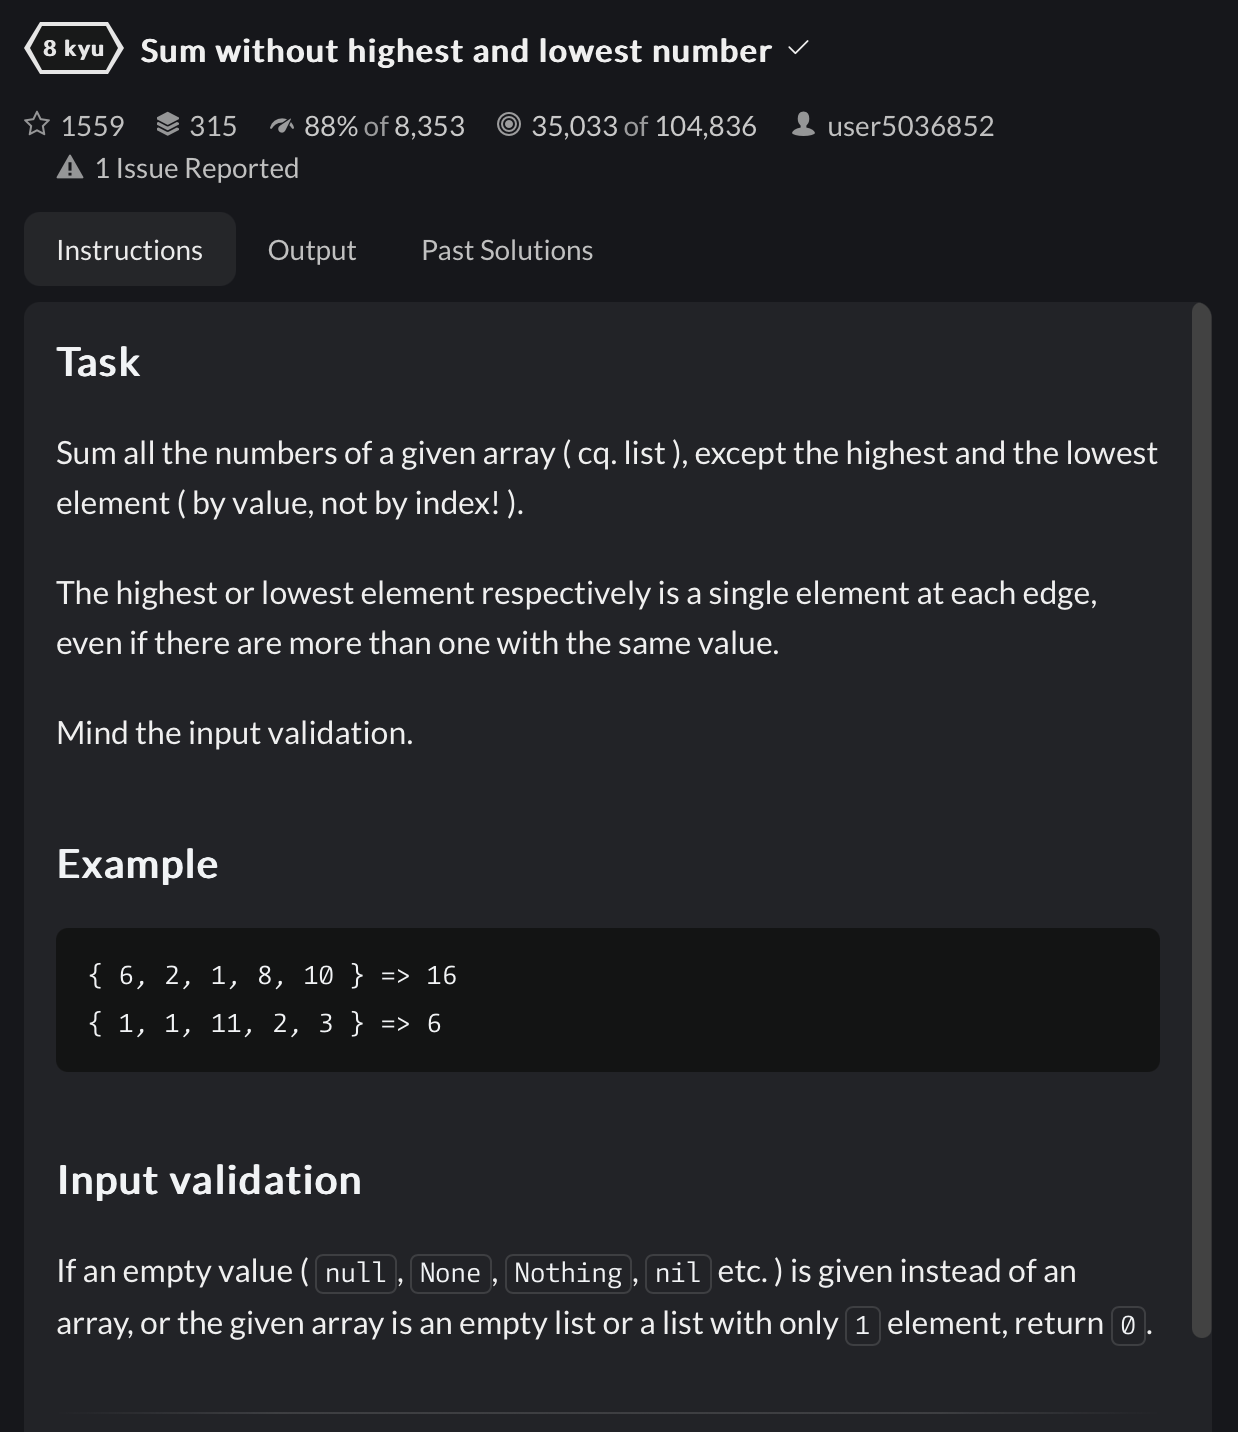 8 kyu Sum without highest and lowest number
1559 315 88% of 8,353 35,033 of 104,836 user5036852
1 Issue Reported
Instructions Output Past Solutions
Task
Sum all the numbers of a given array ( cq. list ), except the highest and the lowest
element ( by value, not by index! ).
The highest or lowest element respectively is a single element at each edge,
even if there are more than one with the same value.
Mind the input validation.
Example
{ 6, 2, 1, 8, 10 } => 16
{ 1, 1, 11, 2, 3 } => 6
Input validation
If an empty value ( null, None, Nothing, nil etc. ) is given instead of an
array, or the given array is an empty list or a list with only 1 element, return 0.